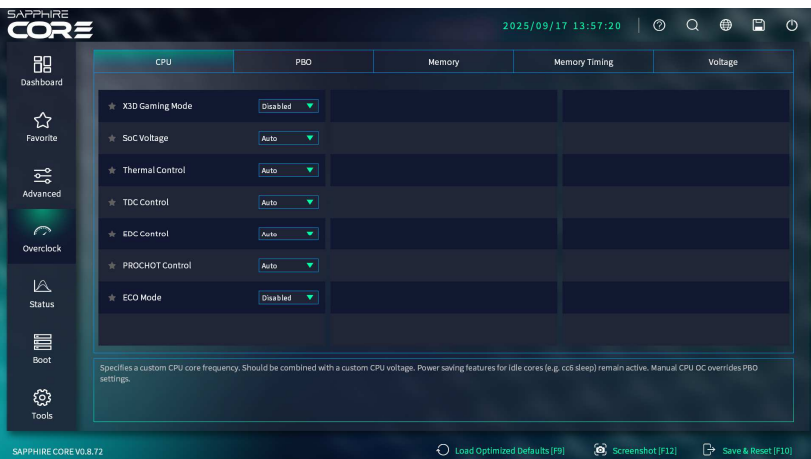 SAPPHIRE
CORE
2025/09/17 13:57:20
Dashboard
Favorite
Advanced
Overclock
Status
Boot
Tools
CPU PBO Memory Memory Timing Voltage
X3D Gaming Mode Disabled
SoC Voltage Auto
Thermal Control Auto
TDC Control Auto
EDC Control Auto
PROCHOT Control Auto
ECO Mode Disabled
Specifies a custom CPU core frequency. Should be combined with a custom CPU voltage. Power saving features for idle cores (e.g. cc6 sleep) remain active. Manual CPU OC overrides PBO
settings.
SAPPHIRE CORE V0.8.72 Load Optimized Defaults [F9] Screenshot [F12] Save & Reset [F10]